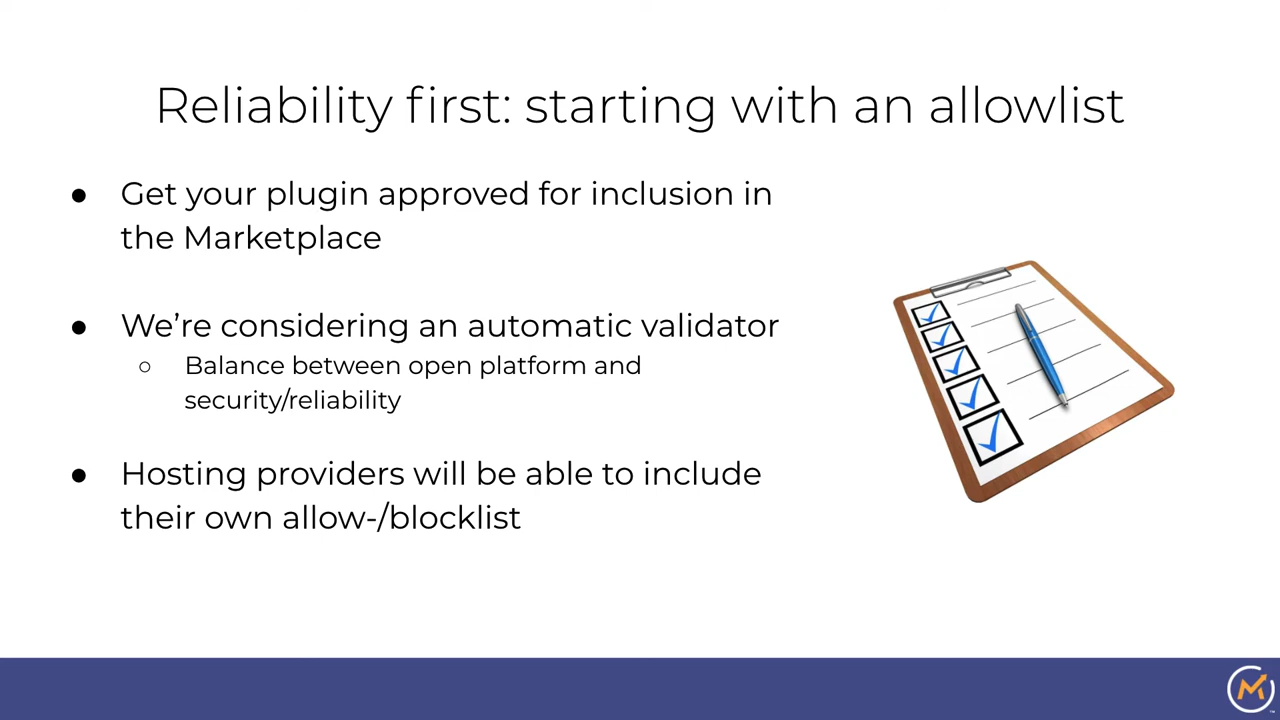 Reliability first: starting with an allowlist
● Get your plugin approved for inclusion in
the Marketplace
● We’re considering an automatic validator
○ Balance between open platform and
security/reliability
● Hosting providers will be able to include
their own allow-/blocklist